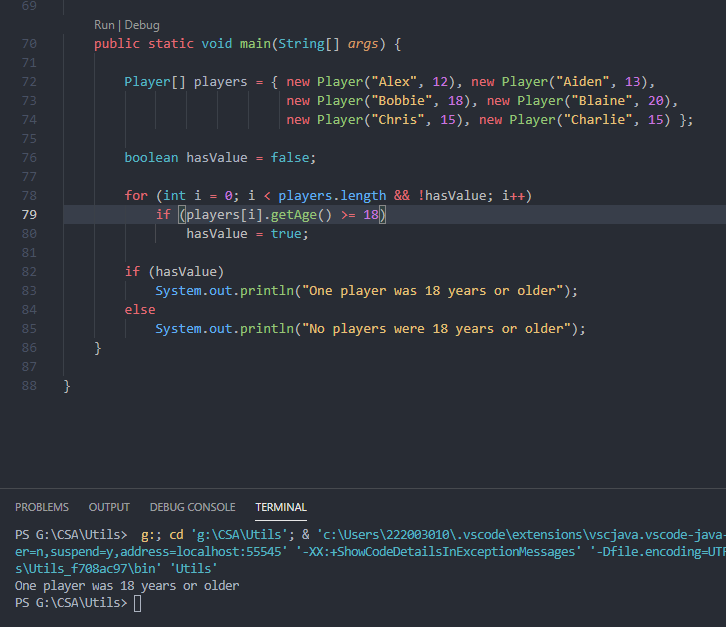 69
Run | Debug
70 public static void main(String[] args) {
71
72 Player[] players = { new Player("Alex", 12), new Player("Aiden", 13),
73 new Player("Bobbie", 18), new Player("Blaine", 20),
74 new Player("Chris", 15), new Player("Charlie", 15) };
75
76 boolean hasValue = false;
77
78 for (int i = 0; i < players.length && !hasValue; i++)
79 if (players[i].getAge() >= 18)
80 hasValue = true;
81
82 if (hasValue)
83 System.out.println("One player was 18 years or older");
84 else
85 System.out.println("No players were 18 years or older");
86 }
87
88 }
PROBLEMS OUTPUT DEBUG CONSOLE TERMINAL
PS G:\CSA\Utils> g:; cd 'g:\CSA\Utils'; & 'c:\Users\222003010\.vscode\extensions\vscjava.vscode-java-
er=n,suspend=y,address=localhost:55545' '-XX:+ShowCodeDetailsInExceptionMessages' '-Dfile.encoding=UTF
s\Utils_f708ac97\bin' 'Utils'
One player was 18 years or older
PS G:\CSA\Utils>